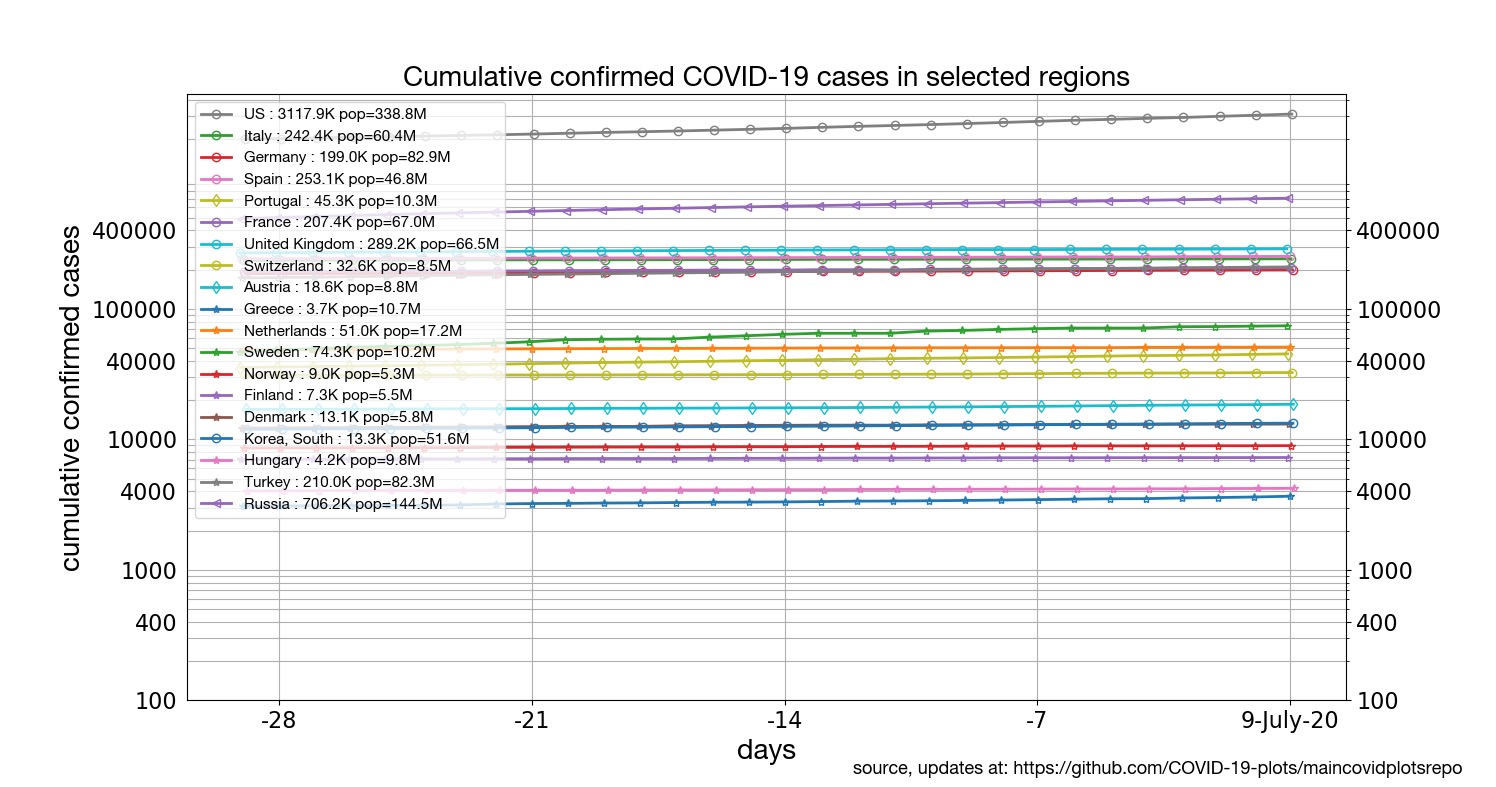 Cumulative confirmed COVID-19 cases in selected regions
US : 3117.9K pop=338.8M
Italy : 242.4K pop=60.4M
Germany : 199.0K pop=82.9M
Spain : 253.1K pop=46.8M
Portugal : 45.3K pop=10.3M
France : 207.4K pop=67.0M
United Kingdom : 289.2K pop=66.5M
Switzerland : 32.6K pop=8.5M
Austria : 18.6K pop=8.8M
Greece : 3.7K pop=10.7M
Netherlands : 51.0K pop=17.2M
Sweden : 74.3K pop=10.2M
Norway : 9.0K pop=5.3M
Finland : 7.3K pop=5.5M
Denmark : 13.1K pop=5.8M
Korea, South : 13.3K pop=51.6M
Hungary : 4.2K pop=9.8M
Turkey : 210.0K pop=82.3M
Russia : 706.2K pop=144.5M
cumulative confirmed cases
400000
100000
40000
10000
4000
1000
400
100
400000
100000
40000
10000
4000
1000
400
100
-28 -21 -14 -7 9-July-20
days
source, updates at: https://github.com/COVID-19-plots/maincovidplotsrepo